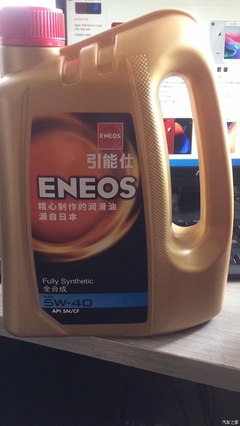 ENEOS
引能仕
ENEOS
精心制作的润滑油
源自日本
Fully Synthetic
全合成
5W-40
API SN/CF
汽车之家